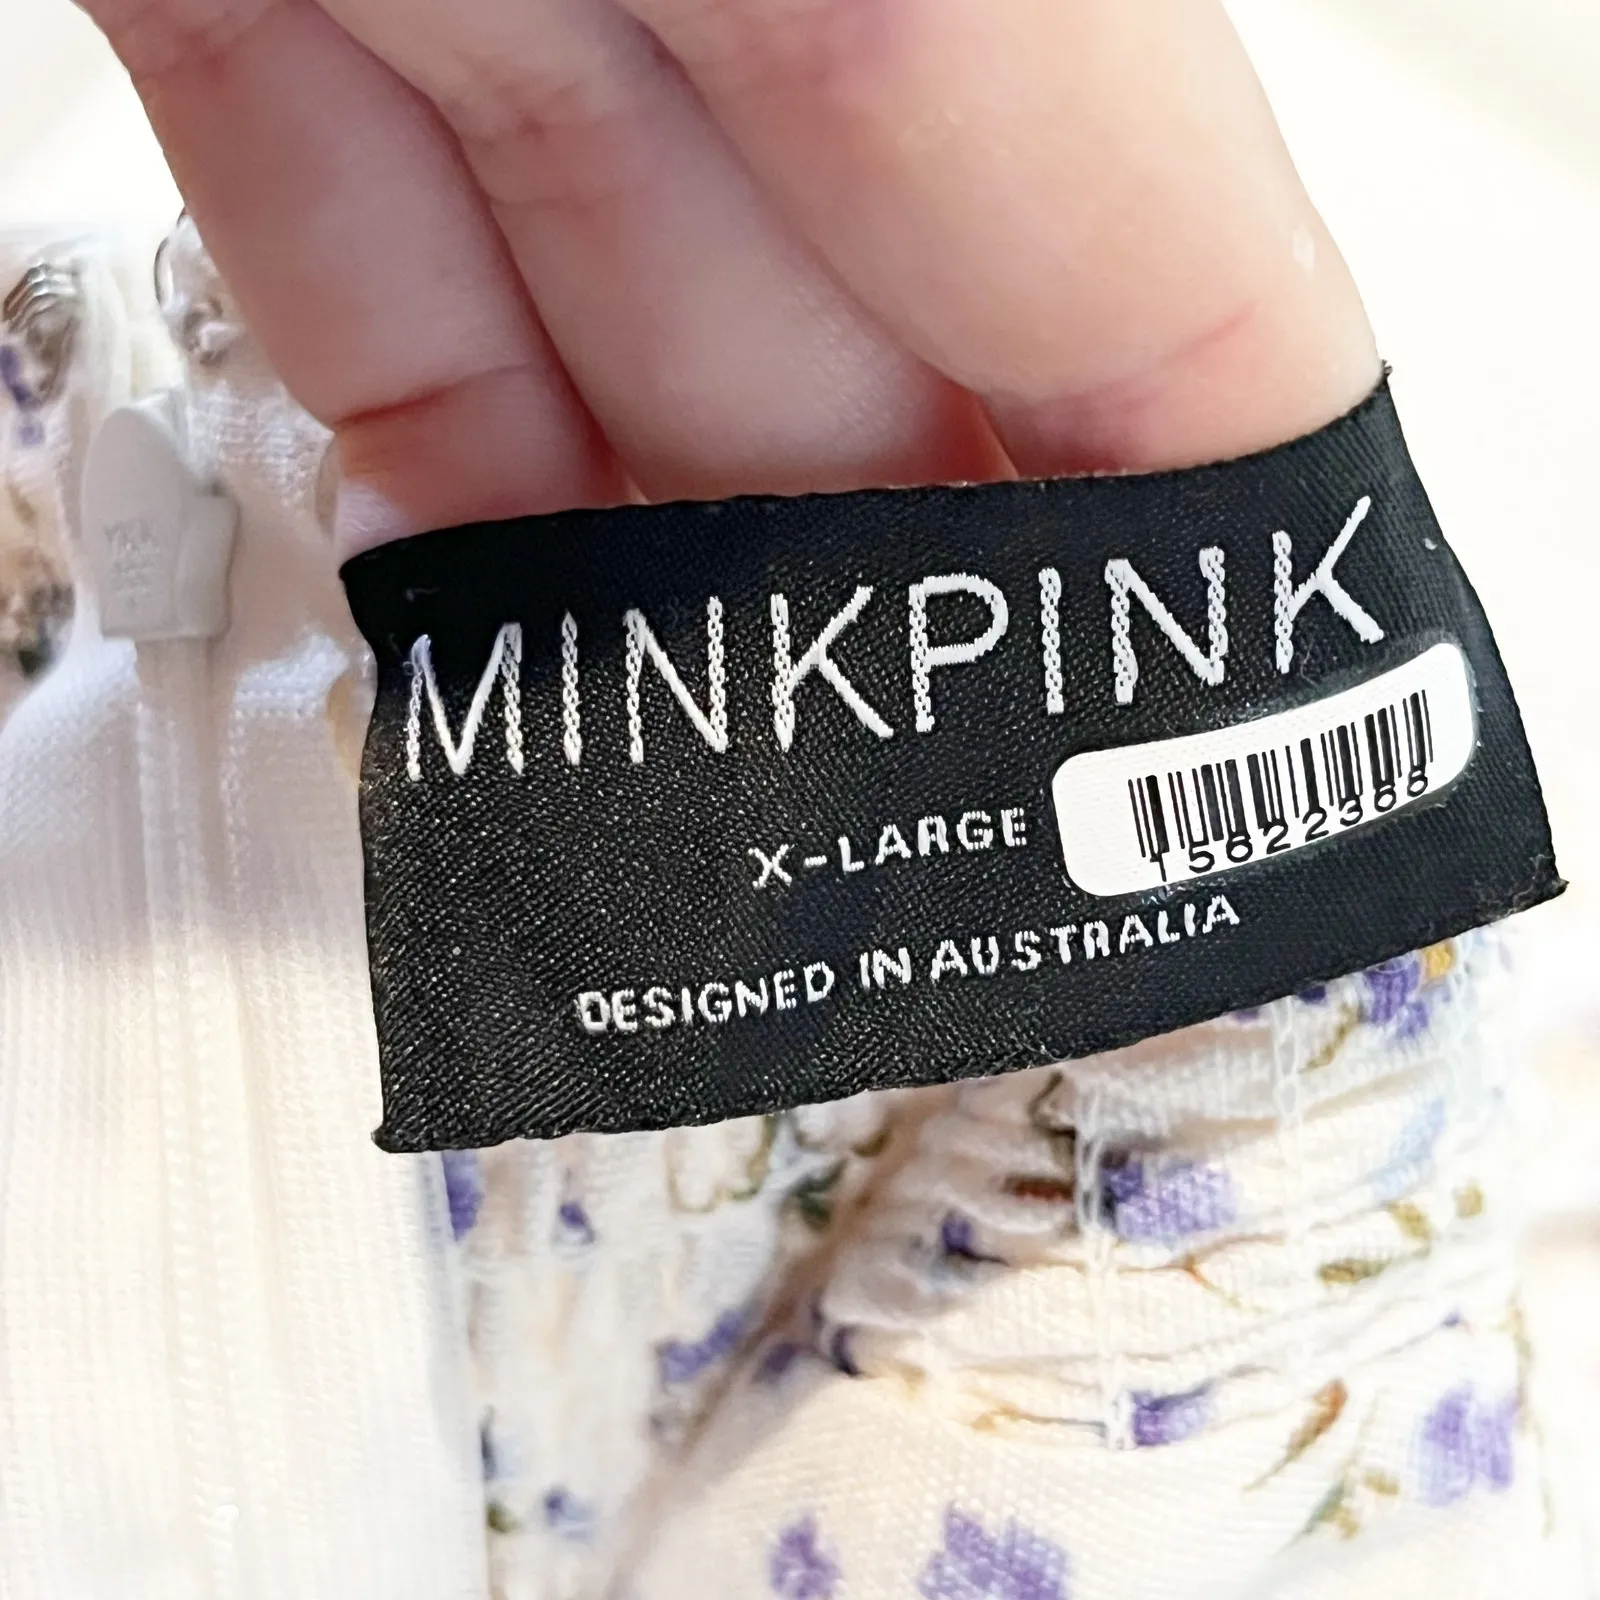 MINKPINK
X-LARGE
15622368
DESIGNED IN AUSTRALIA